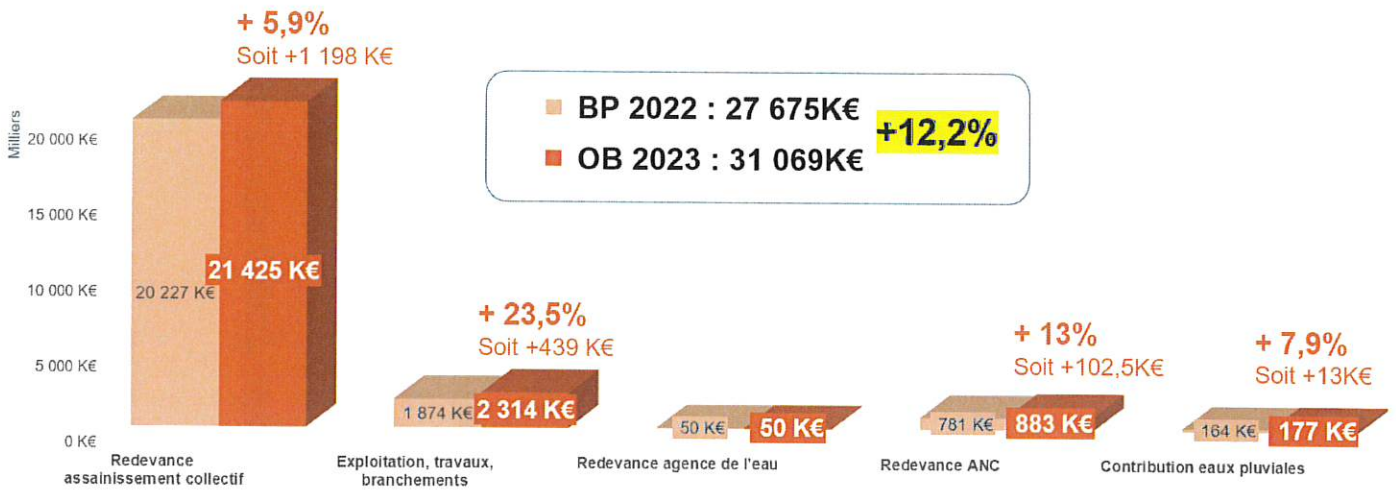 + 5,9%
Soit +1 198 K€
BP 2022 : 27 675K€
OB 2023 : 31 069K€
+12,2%
Milliers
20 000 K€
15 000 K€
10 000 K€
5 000 K€
0 K€
20 227 K€
21 425 K€
+ 23,5%
Soit +439 K€
1 874 K€
2 314 K€
50 K€
50 K€
+ 13%
Soit +102,5K€
781 K€
883 K€
+ 7,9%
Soit +13K€
164 K€
177 K€
Redevance
assainissement collectif
Exploitation, travaux,
branchements
Redevance agence de l'eau
Redevance ANC
Contribution eaux pluviales